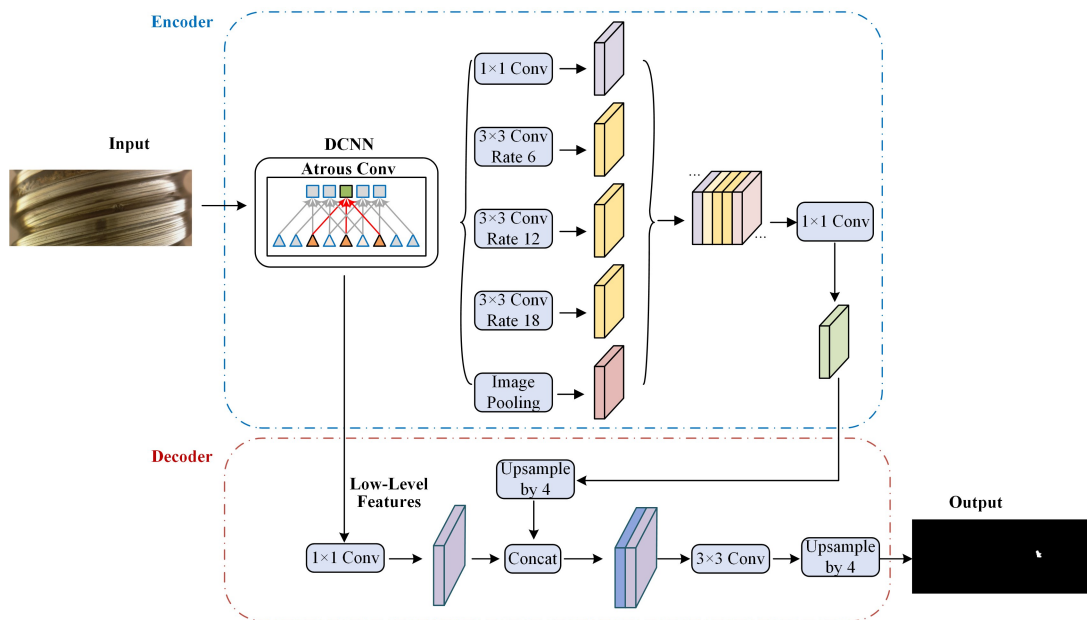 Encoder
Input
DCNN
Atrous Conv
1×1 Conv
3×3 Conv
Rate 6
3×3 Conv
Rate 12
3×3 Conv
Rate 18
Image
Pooling
...
...
1×1 Conv
Decoder
Low-Level
Features
Upsample
by 4
1×1 Conv
Concat
3×3 Conv
Upsample
by 4
Output